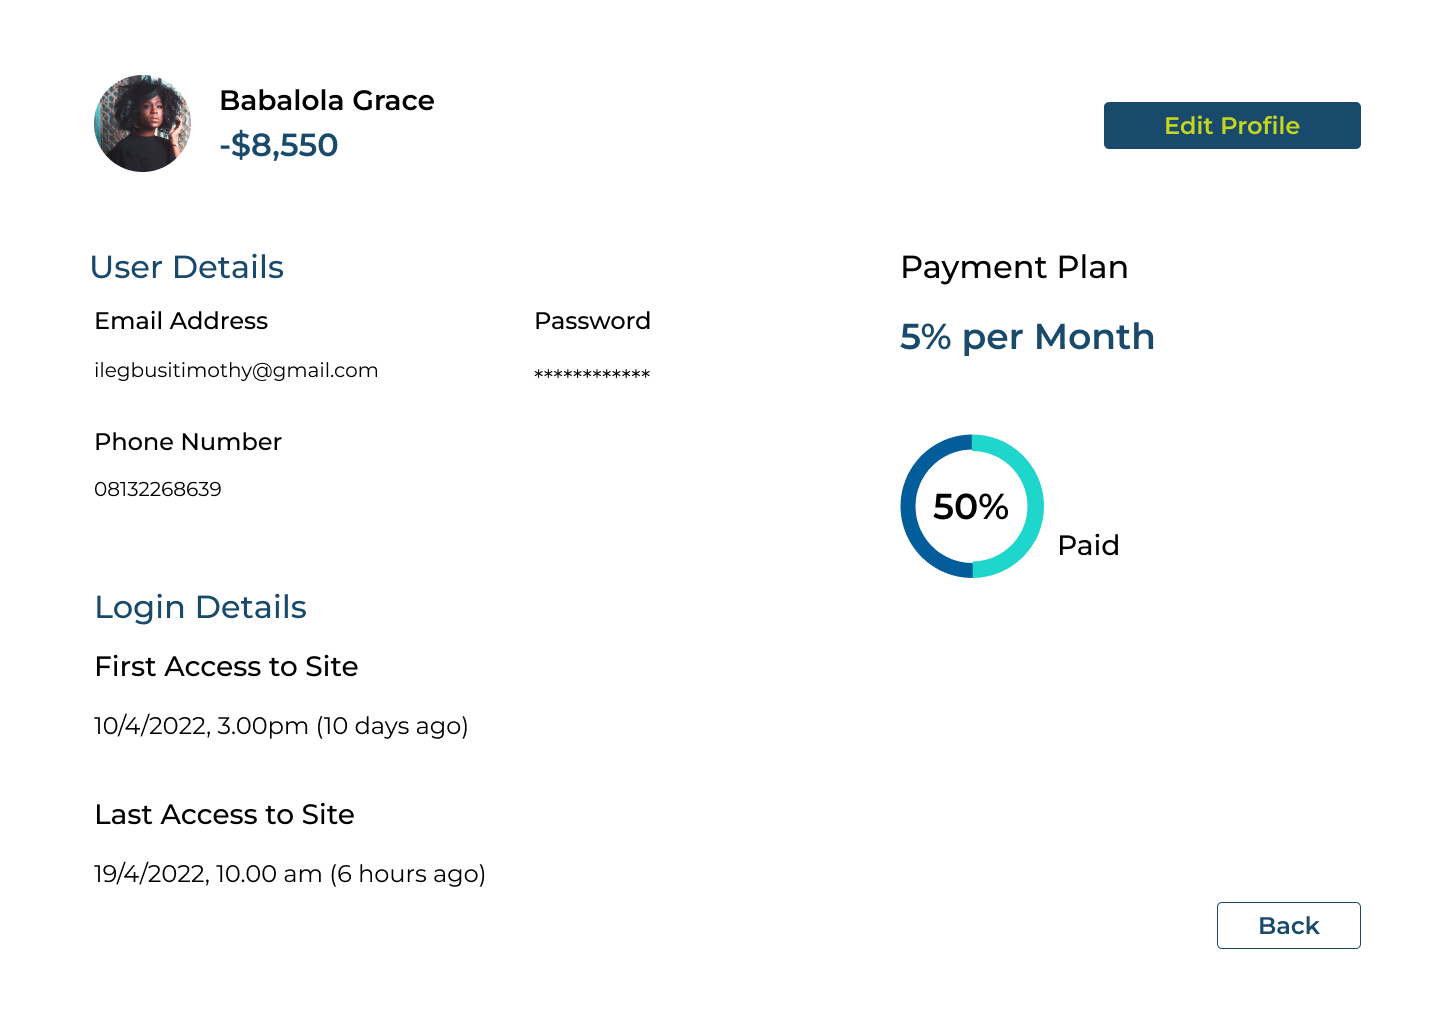 Babalola Grace
-$8,550
Edit Profile
User Details
Email Address
ilegbusitimothy@gmail.com
Password
************
Phone Number
08132268639
Payment Plan
5% per Month
50%
Paid
Login Details
First Access to Site
10/4/2022, 3.00pm (10 days ago)
Last Access to Site
19/4/2022, 10.00 am (6 hours ago)
Back